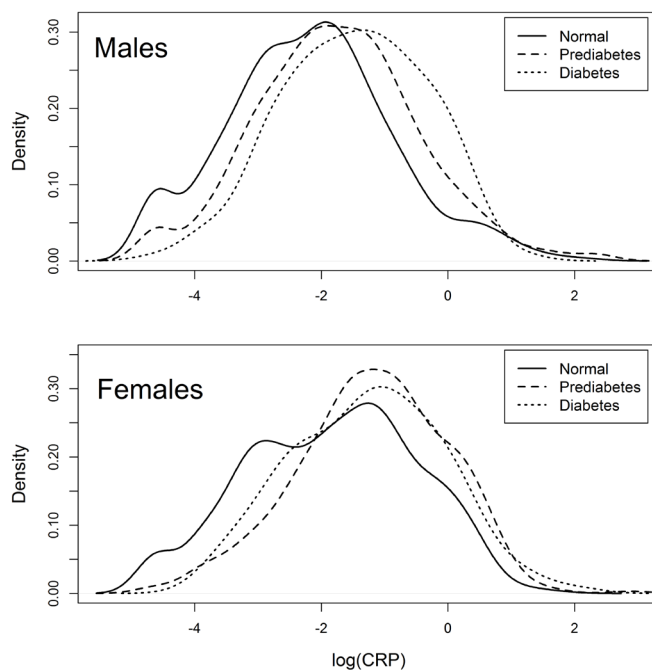 Males
Normal
Prediabetes
Diabetes
Density
0.00
0.10
0.20
0.30
-4
-2
0
2
Females
Normal
Prediabetes
Diabetes
Density
0.00
0.10
0.20
0.30
-4
-2
0
2
log(CRP)